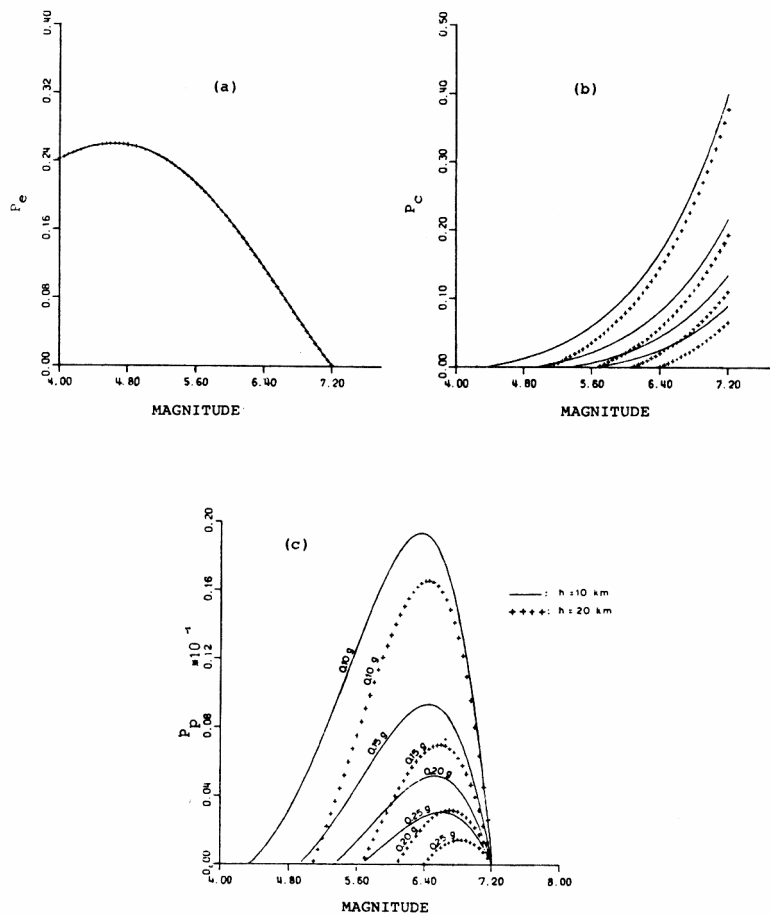 (a)
0.40
0.32
0.24
0.16
0.08
0.00
Pe
4.00 4.80 5.60 6.40 7.20
MAGNITUDE
(b)
0.50
0.40
0.30
0.20
0.10
0.00
Pc
4.00 4.80 5.60 6.40 7.20
MAGNITUDE
(c)
0.20
0.16
0.12
0.08
0.04
0.00
Pp *10⁻¹
0.10 g
0.10 g
0.15 g
0.15 g
0.20 g
0.25 g
0.20 g
0.25 g
: h = 10 km
: h = 20 km
4.00 4.80 5.60 6.40 7.20 8.00
MAGNITUDE